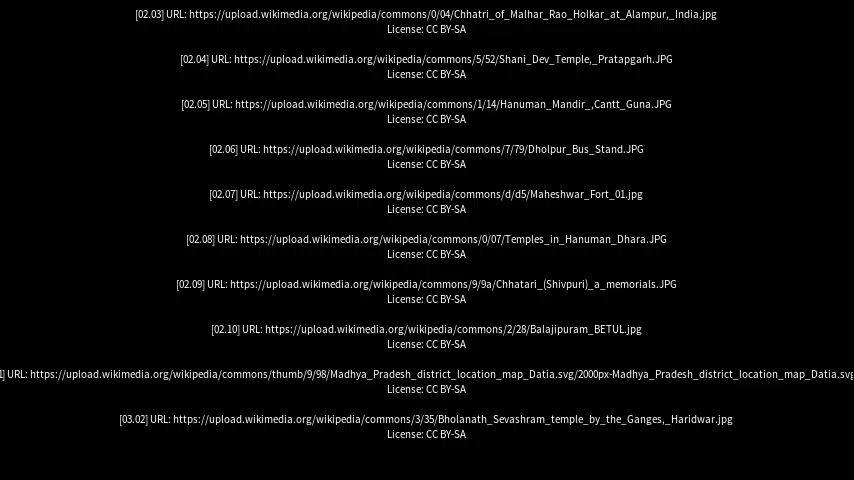 [02.03] URL: https://upload.wikimedia.org/wikipedia/commons/0/04/Chhatri_of_Malhar_Rao_Holkar_at_Alampur,_India.jpg
License: CC BY-SA
[02.04] URL: https://upload.wikimedia.org/wikipedia/commons/5/52/Shani_Dev_Temple,_Pratapgarh.JPG
License: CC BY-SA
[02.05] URL: https://upload.wikimedia.org/wikipedia/commons/1/14/Hanuman_Mandir_,Cantt_Guna.JPG
License: CC BY-SA
[02.06] URL: https://upload.wikimedia.org/wikipedia/commons/7/79/Dholpur_Bus_Stand.JPG
License: CC BY-SA
[02.07] URL: https://upload.wikimedia.org/wikipedia/commons/d/d5/Maheshwar_Fort_01.jpg
License: CC BY-SA
[02.08] URL: https://upload.wikimedia.org/wikipedia/commons/0/07/Temples_in_Hanuman_Dhara.JPG
License: CC BY-SA
[02.09] URL: https://upload.wikimedia.org/wikipedia/commons/9/9a/Chhatari_(Shivpuri)_a_memorials.JPG
License: CC BY-SA
[02.10] URL: https://upload.wikimedia.org/wikipedia/commons/2/28/Balajipuram_BETUL.jpg
License: CC BY-SA
1] URL: https://upload.wikimedia.org/wikipedia/commons/thumb/9/98/Madhya_Pradesh_district_location_map_Datia.svg/2000px-Madhya_Pradesh_district_location_map_Datia.svg
License: CC BY-SA
[03.02] URL: https://upload.wikimedia.org/wikipedia/commons/3/35/Bholanath_Sevashram_temple_by_the_Ganges,_Haridwar.jpg
License: CC BY-SA